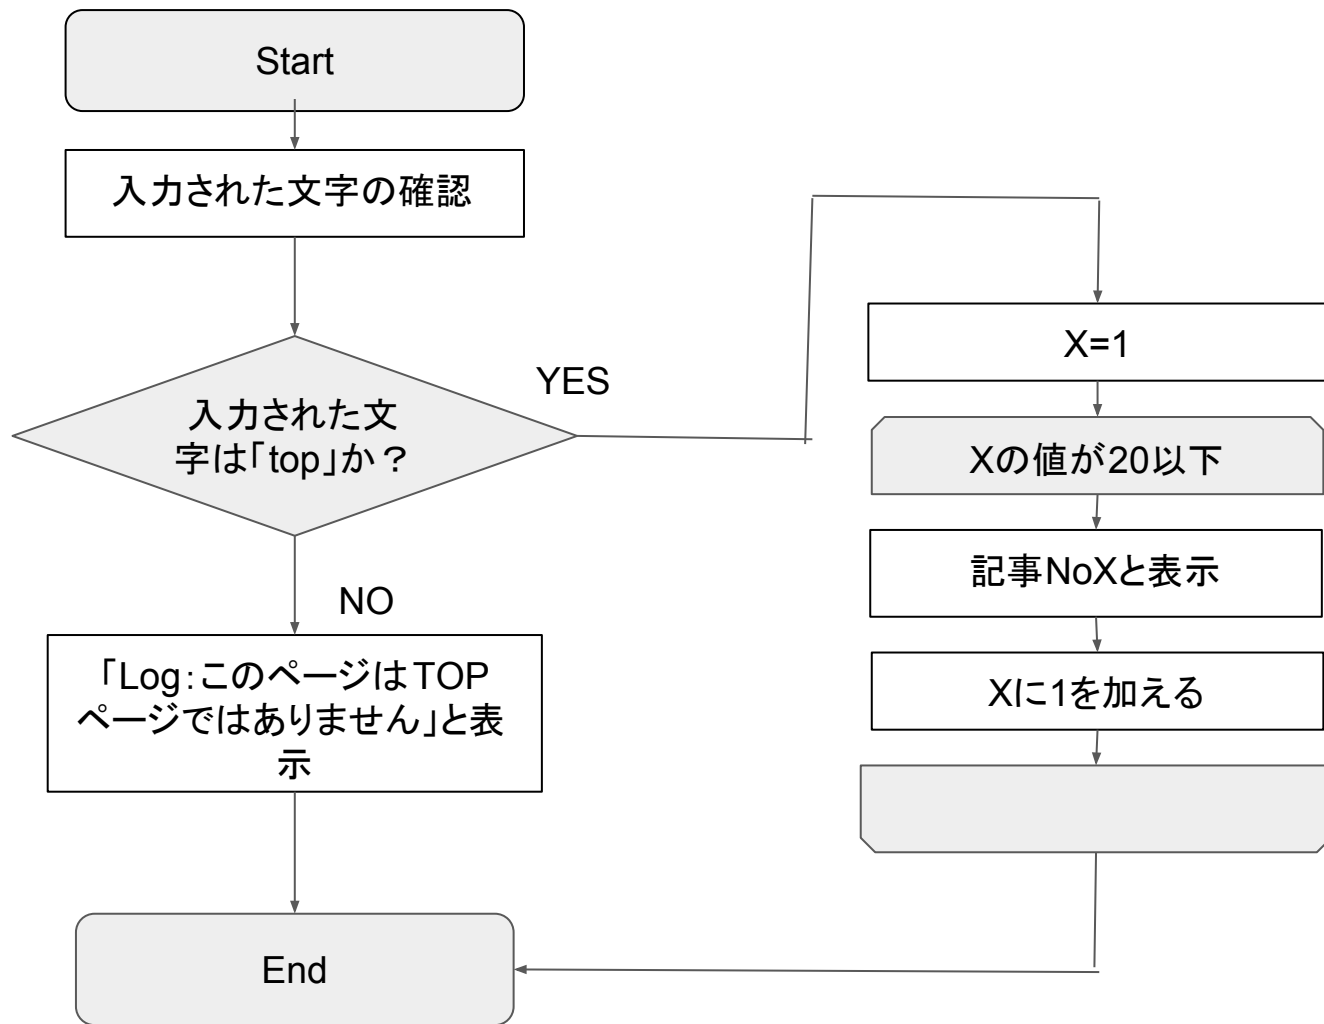 Start
入力された文字の確認
入力された文
字は「top」か？
YES
NO
「Log:このページはTOP
ページではありません」と表
示
End
X=1
Xの値が20以下
記事NoXと表示
Xに1を加える